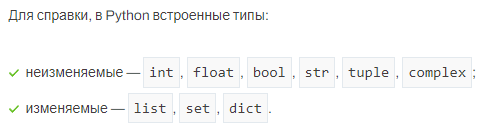 Для справки, в Python встроенные типы:
неизменяемые — int, float, bool, str, tuple, complex;
изменяемые — list, set, dict.